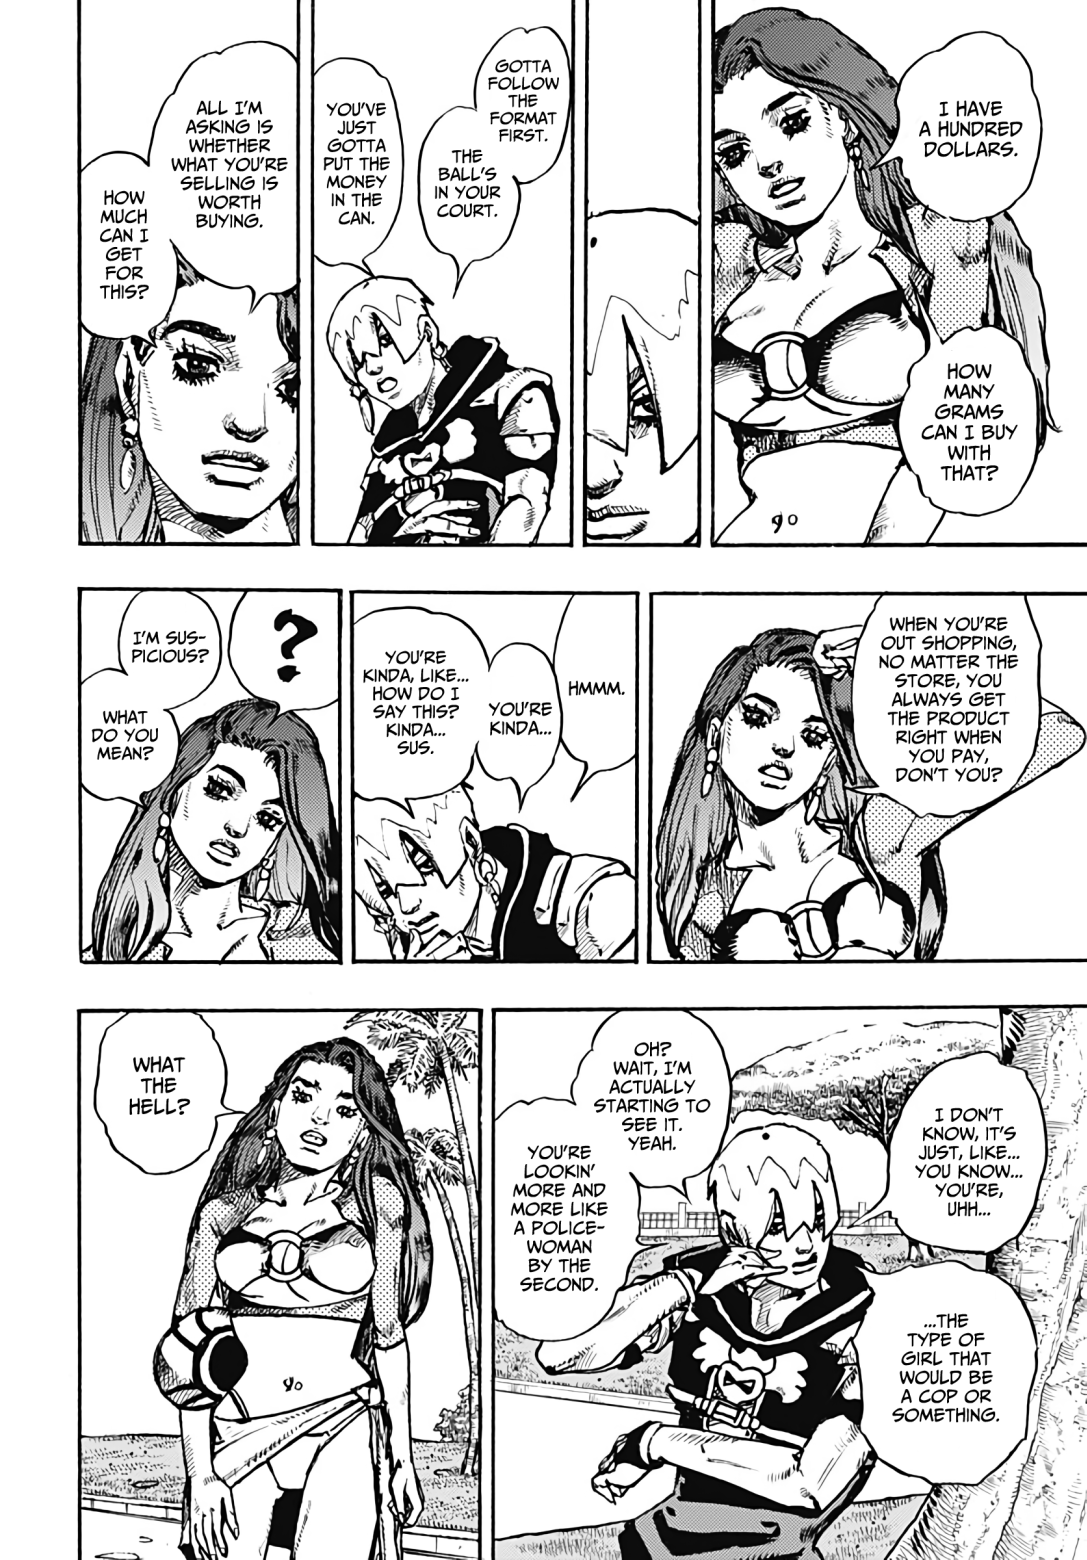 I HAVE
A HUNDRED
DOLLARS.
HOW
MANY
GRAMS
CAN I BUY
WITH
THAT?
GOTTA
FOLLOW
THE
FORMAT
FIRST.
THE
BALL'S
IN YOUR
COURT.
YOU'VE
JUST
GOTTA
PUT THE
MONEY
IN THE
CAN.
ALL I'M
ASKING IS
WHETHER
WHAT YOU'RE
SELLING IS
WORTH
BUYING.
HOW
MUCH
CAN I
GET
FOR
THIS?
WHEN YOU'RE
OUT SHOPPING,
NO MATTER THE
STORE, YOU
ALWAYS GET
THE PRODUCT
RIGHT WHEN
YOU PAY,
DON'T YOU?
HMMM.
YOU'RE
KINDA...
YOU'RE
KINDA, LIKE...
HOW DO I
SAY THIS?
KINDA...
SUS.
?
I'M SUS-
PICIOUS?
WHAT
DO YOU
MEAN?
I DON'T
KNOW, IT'S
JUST, LIKE...
YOU KNOW...
YOU'RE,
UHH...
...THE
TYPE OF
GIRL THAT
WOULD BE
A COP OR
SOMETHING.
OH?
WAIT, I'M
ACTUALLY
STARTING TO
SEE IT.
YEAH.
YOU'RE
LOOKIN'
MORE AND
MORE LIKE
A POLICE-
WOMAN
BY THE
SECOND.
WHAT
THE
HELL?